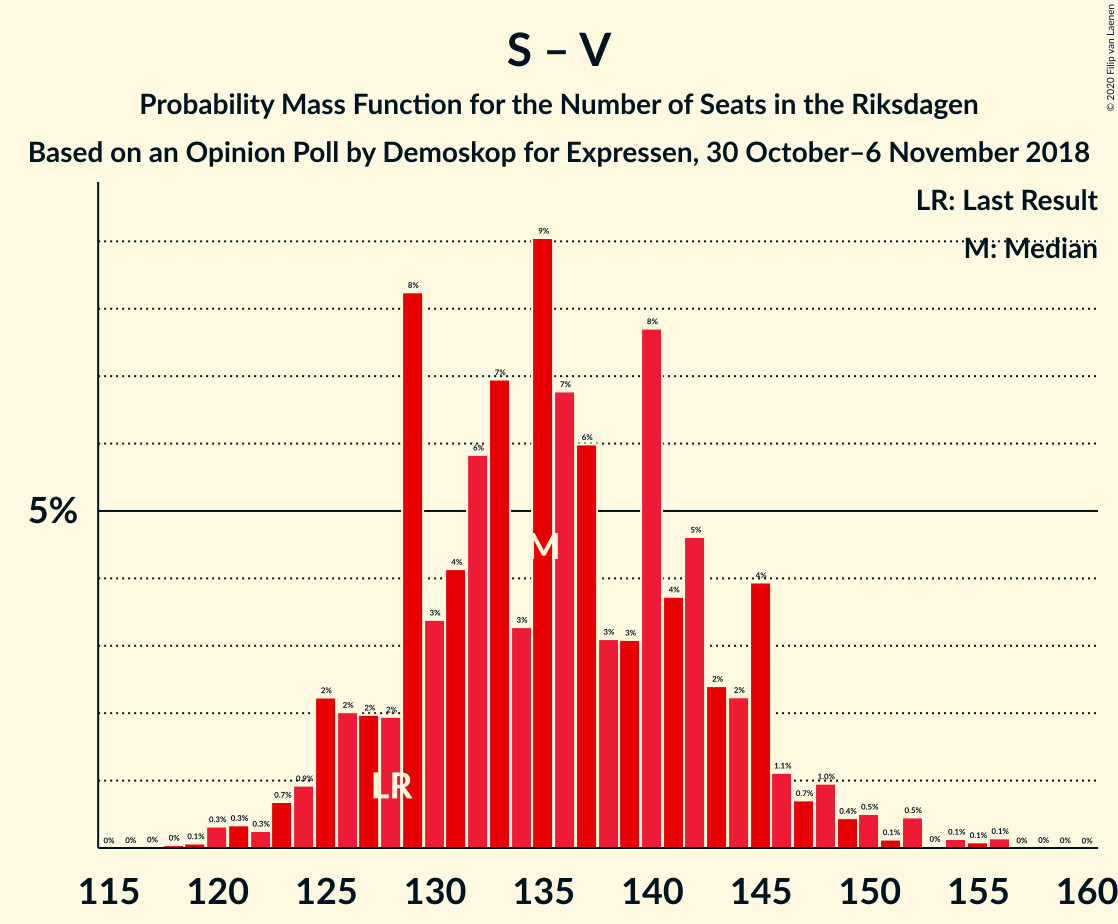 © 2020 Filip van Laenen
S – V
Probability Mass Function for the Number of Seats in the Riksdagen
Based on an Opinion Poll by Demoskop for Expressen, 30 October–6 November 2018
LR: Last Result
M: Median
5%
0% 0% 0% 0% 0.1% 0.3% 0.3% 0.3% 0.7% 0.9% 2% 2% 2% 2% 8% 3% 4% 6% 7% 3% 9% 7% 6% 3% 3% 8% 4% 5% 2% 2% 4% 1.1% 0.7% 1.0% 0.4% 0.5% 0.1% 0.5% 0% 0.1% 0.1% 0.1% 0% 0% 0% 0%
M
LR
115 120 125 130 135 140 145 150 155 160